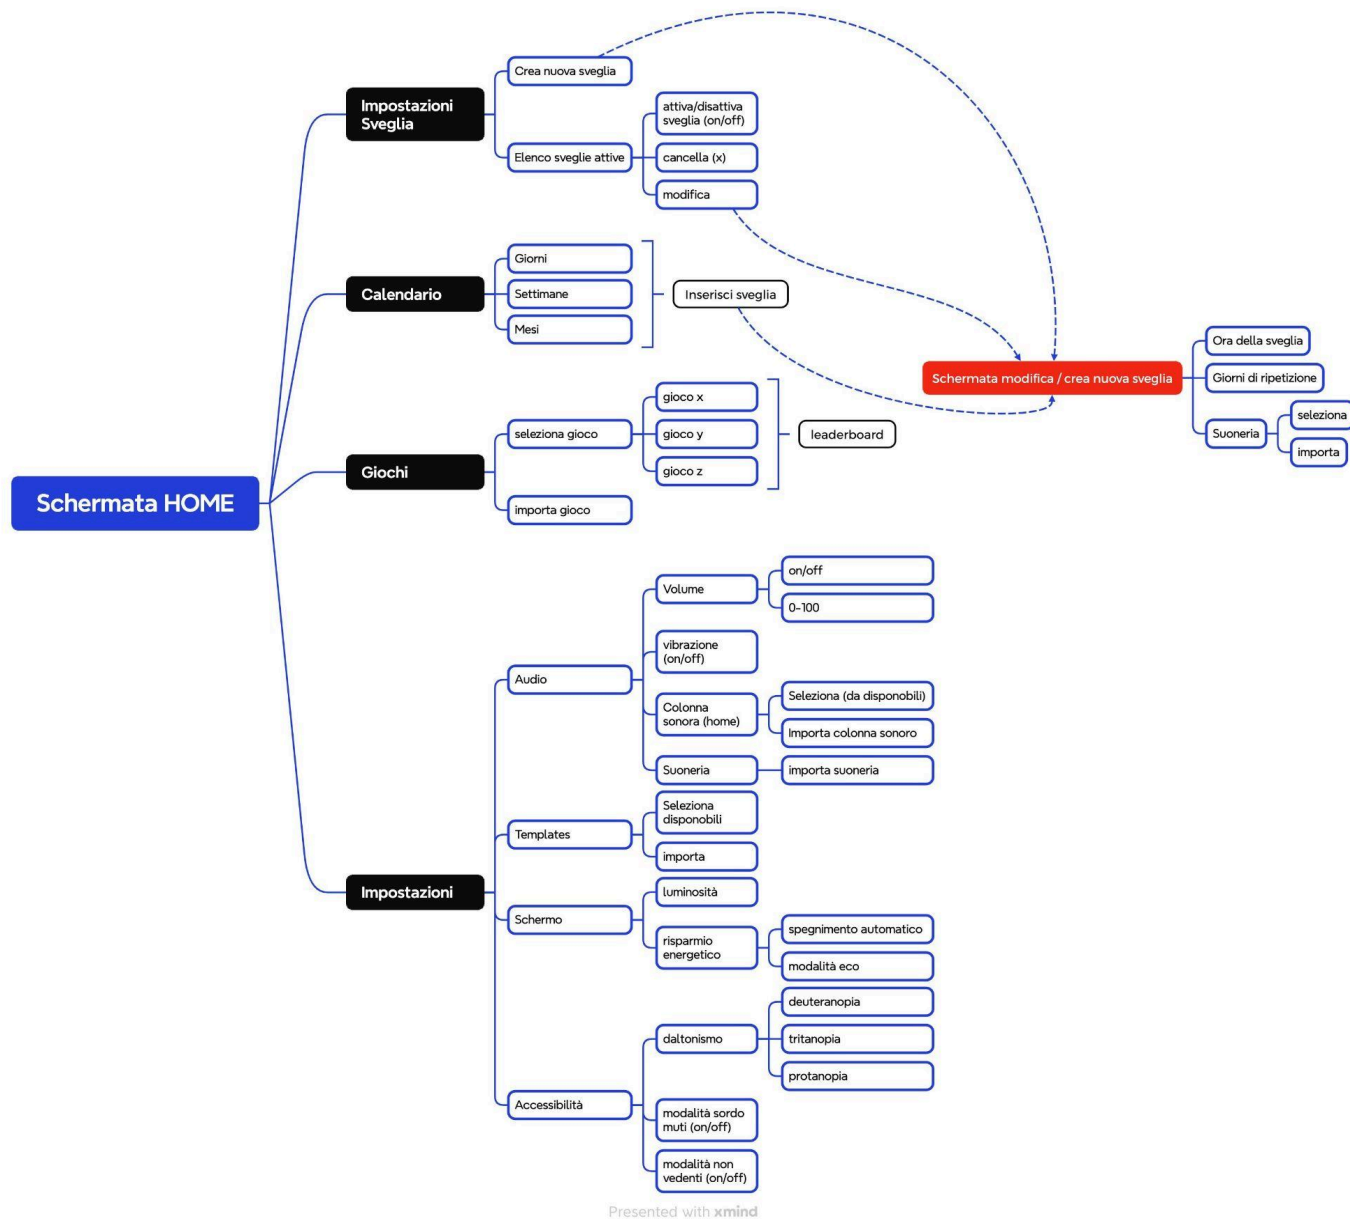 Crea nuova sveglia
Impostazioni
Sveglia
attiva/disattiva
sveglia (on/off)
Elenco sveglie attive
cancella (x)
modifica
Giorni
Calendario
Settimane
Inserisci sveglia
Mesi
Ora della sveglia
Schermata modifica / crea nuova sveglia
Giorni di ripetizione
Suoneria
seleziona
importa
gioco x
seleziona gioco
gioco y
leaderboard
Giochi
gioco z
importa gioco
Schermata HOME
Volume
on/off
0-100
vibrazione
(on/off)
Audio
Colonna
sonora (home)
Seleziona (da disponobili)
Importa colonna sonoro
Suoneria
importa suoneria
Templates
Seleziona
disponobili
importa
Impostazioni
Schermo
luminosità
risparmio
energetico
spegnimento automatico
modalità eco
daltonismo
deuteranopia
tritanopia
protanopia
Accessibilità
modalità sordo
muti (on/off)
modalità non
vedenti (on/off)
Presented with xmind